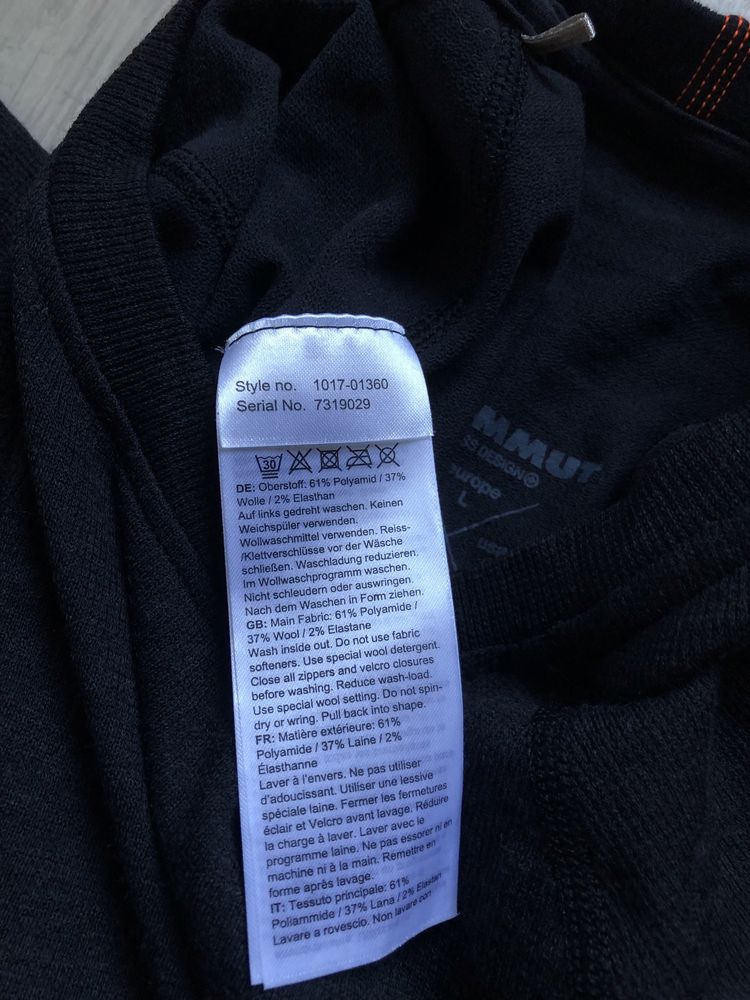 Style no. 1017-01360
Serial No. 7319029
30
DE: Oberstoff: 61% Polyamid / 37%
Wolle / 2% Elasthan
Auf links gedreht waschen. Keinen
Weichspüler verwenden.
Wollwaschmittel verwenden. Reiss-
/Klettverschlüsse vor der Wäsche
schließen. Waschladung reduzieren.
Im Wollwaschprogramm waschen.
Nicht schleudern oder auswringen.
Nach dem Waschen in Form ziehen.
GB: Main Fabric: 61% Polyamide /
37% Wool / 2% Elastane
Wash inside out. Do not use fabric
softeners. Use special wool detergent.
Close all zippers and velcro closures
before washing. Reduce wash-load.
Use special wool setting. Do not spin-
dry or wring. Pull back into shape.
FR: Matière extérieure: 61%
Polyamide / 37% Laine / 2%
Élasthanne
Laver à l'envers. Ne pas utiliser
d'adoucissant. Utiliser une lessive
spéciale laine. Fermer les fermetures
éclair et Velcro avant lavage. Réduire
la charge à laver. Laver avec le
programme laine. Ne pas essorer ni en
machine ni à la main. Remettre en
forme après lavage.
IT: Tessuto principale: 61%
Poliammide / 37% Lana / 2% Elastan
Lavare a rovescio. Non lavare con
MMUT
SS DESIGN
europe
L